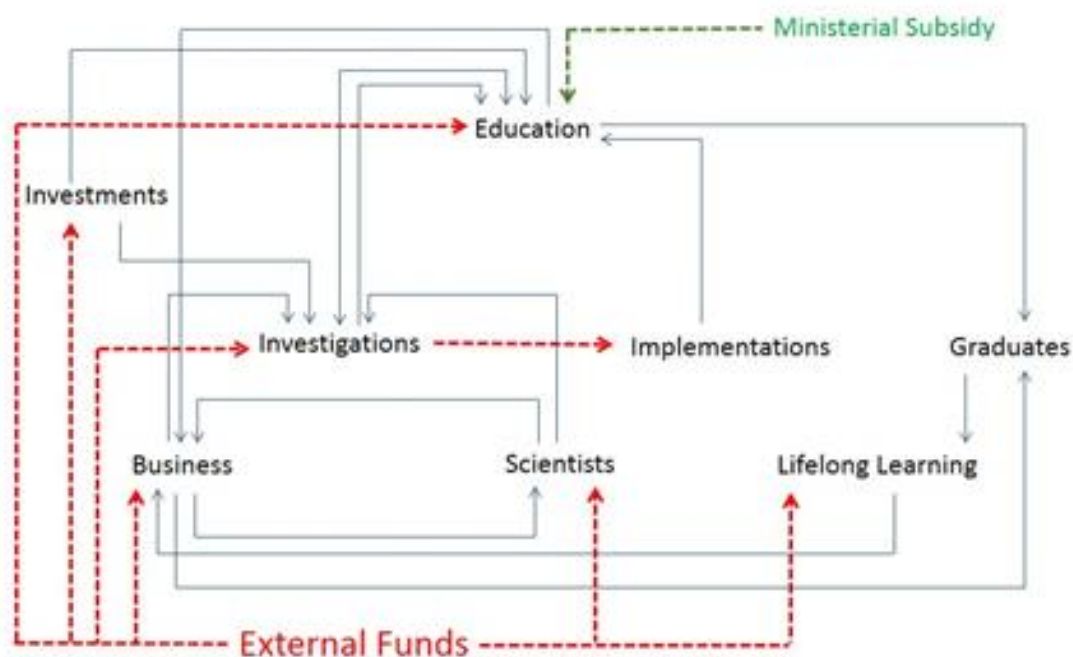 Ministerial Subsidy
Education
Investments
Investigations
Implementations
Graduates
Business
Scientists
Lifelong Learning
External Funds